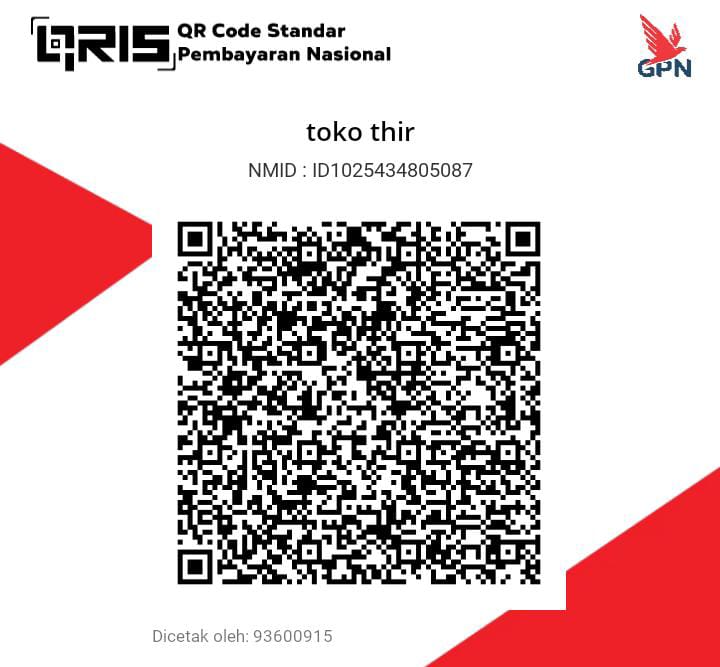 QRIS QR Code Standar
Pembayaran Nasional
GPN
toko thir
NMID : ID1025434805087
Dicetak oleh: 93600915